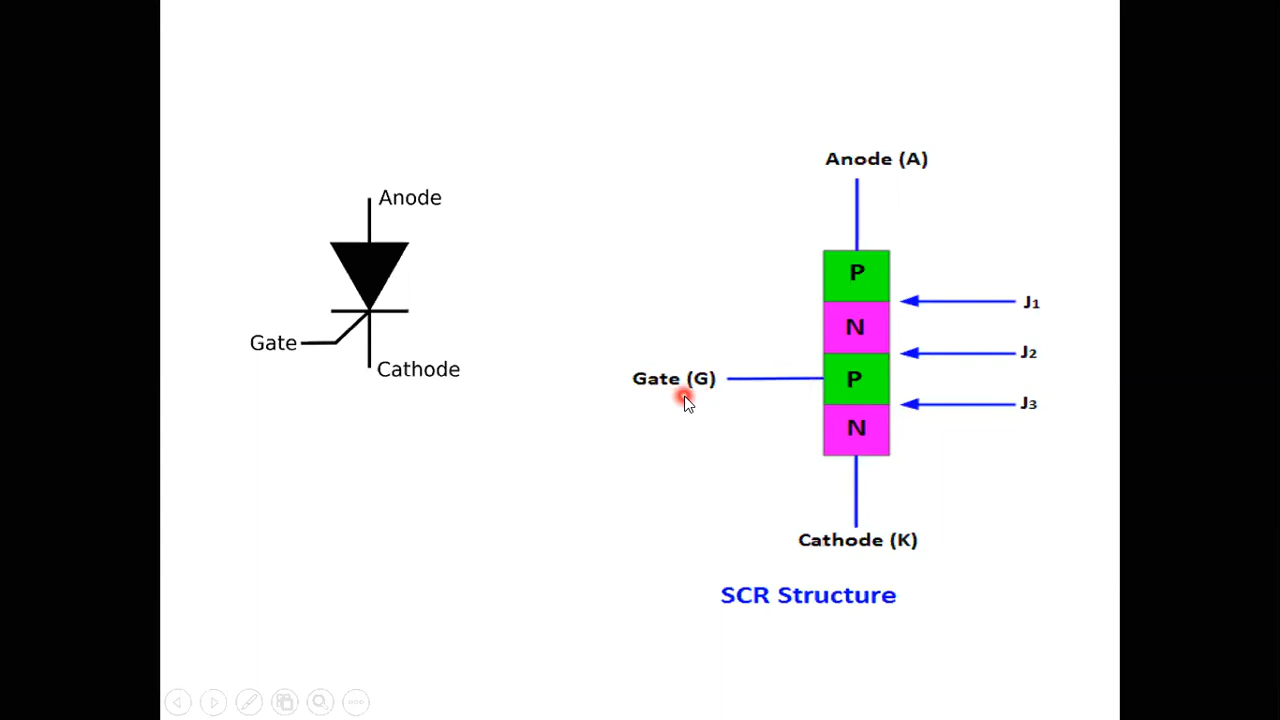 Anode
Gate
Cathode
Anode (A)
P
J₁
N
J₂
Gate (G)
P
J₃
N
Cathode (K)
SCR Structure